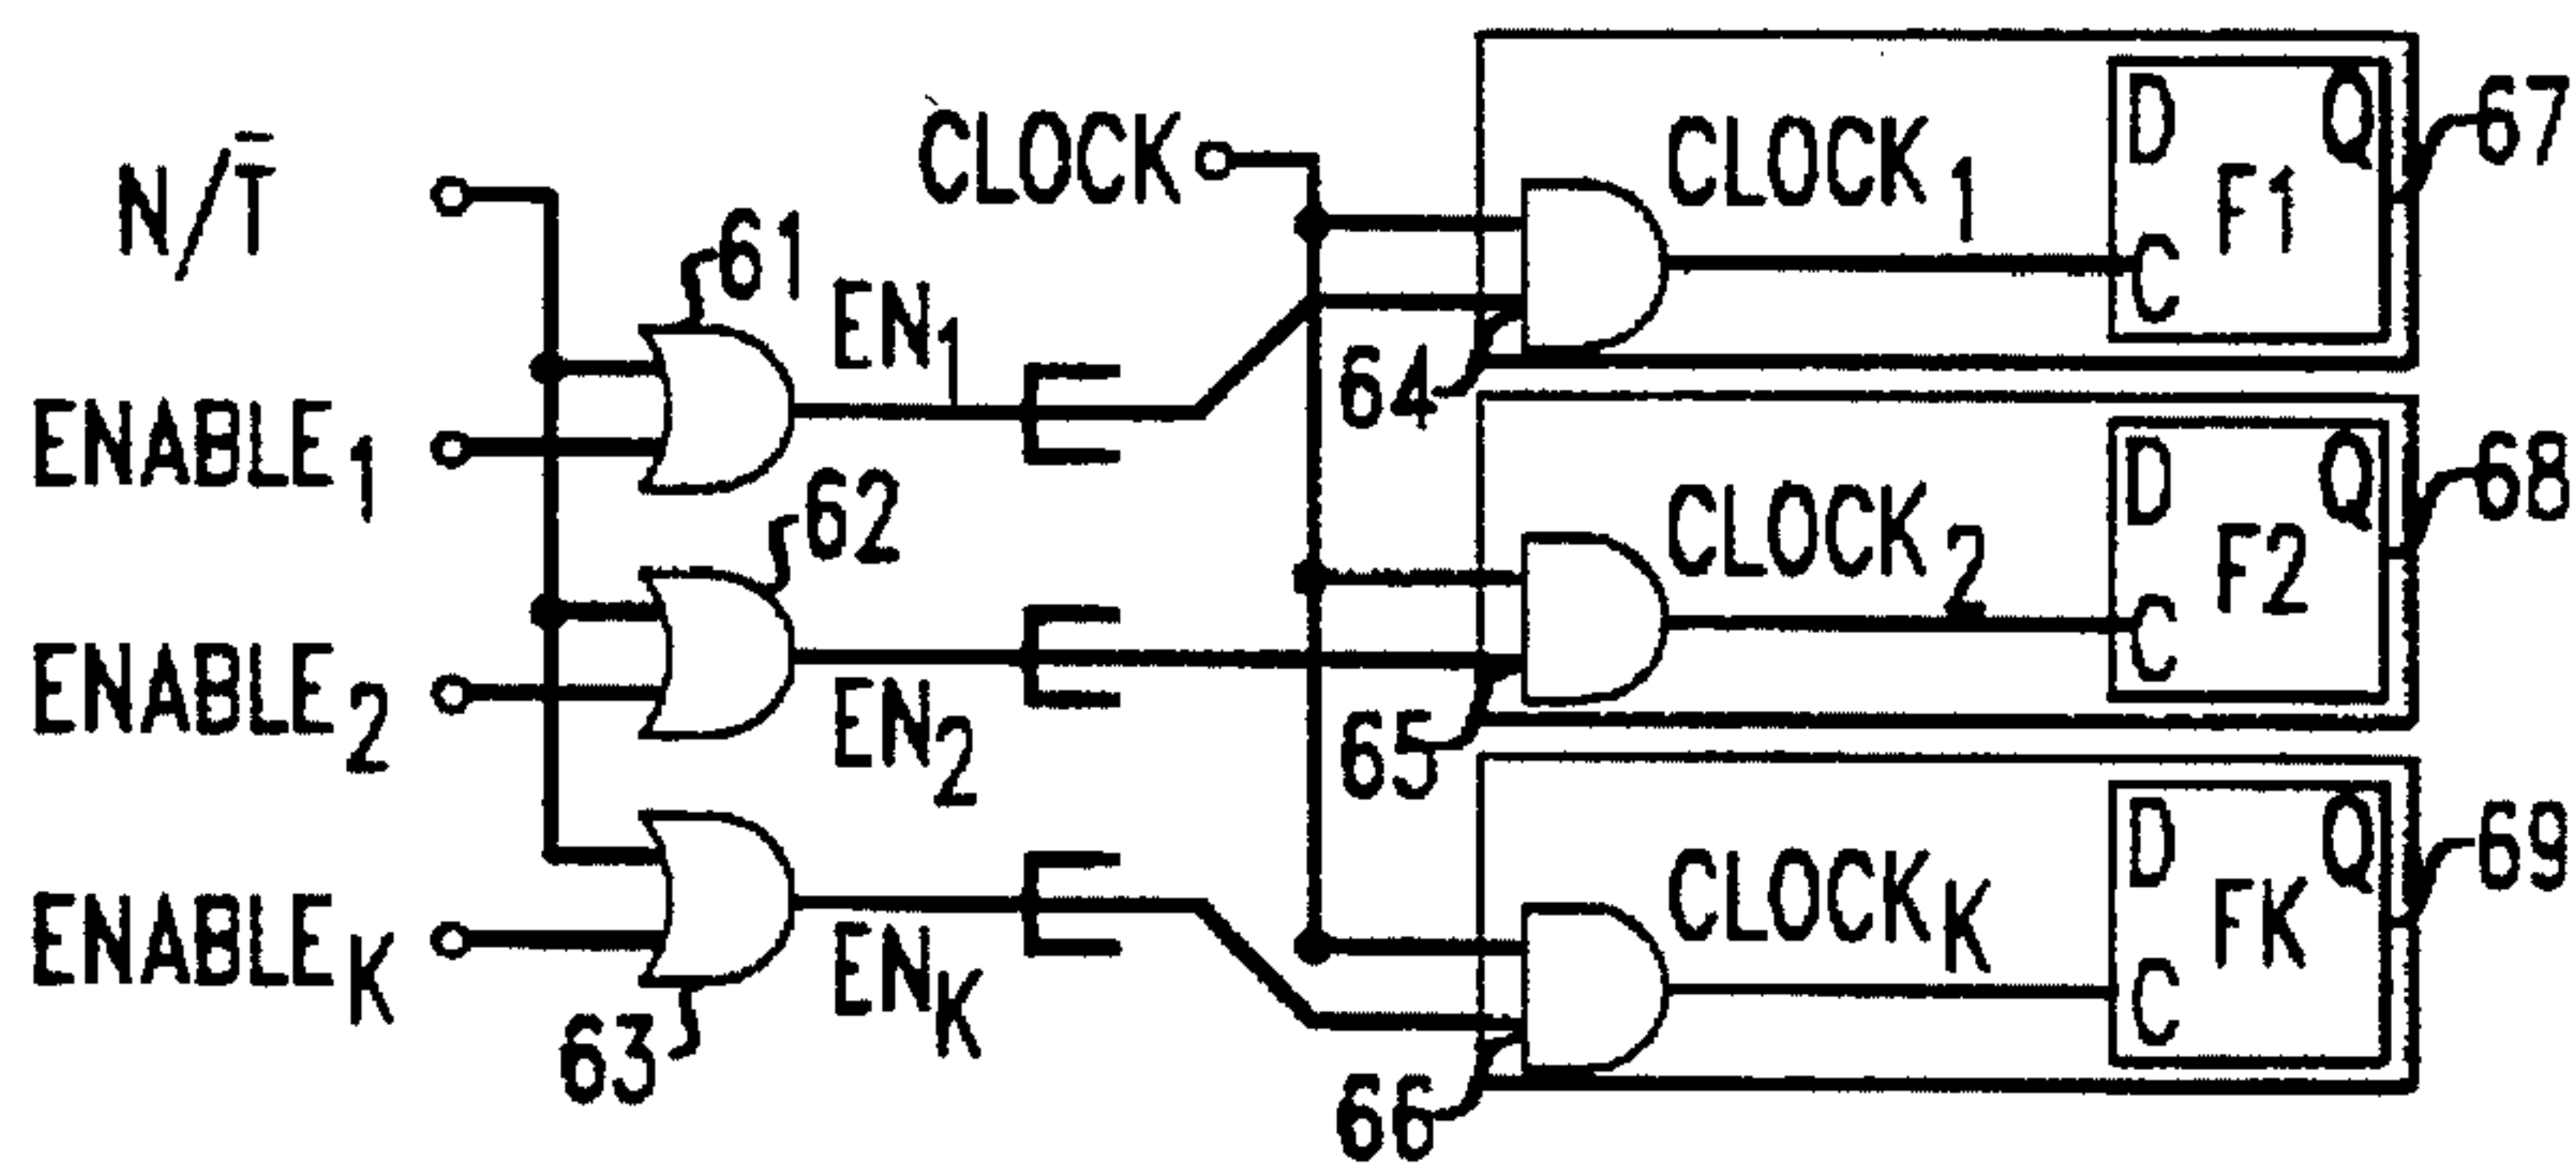 N/T̅
ENABLE1
ENABLE2
ENABLEK
61
62
63
EN1
EN2
ENK
CLOCK
64
65
66
CLOCK1
D
Q
F1
C
67
CLOCK2
D
Q
F2
C
68
CLOCKK
D
Q
FK
C
69